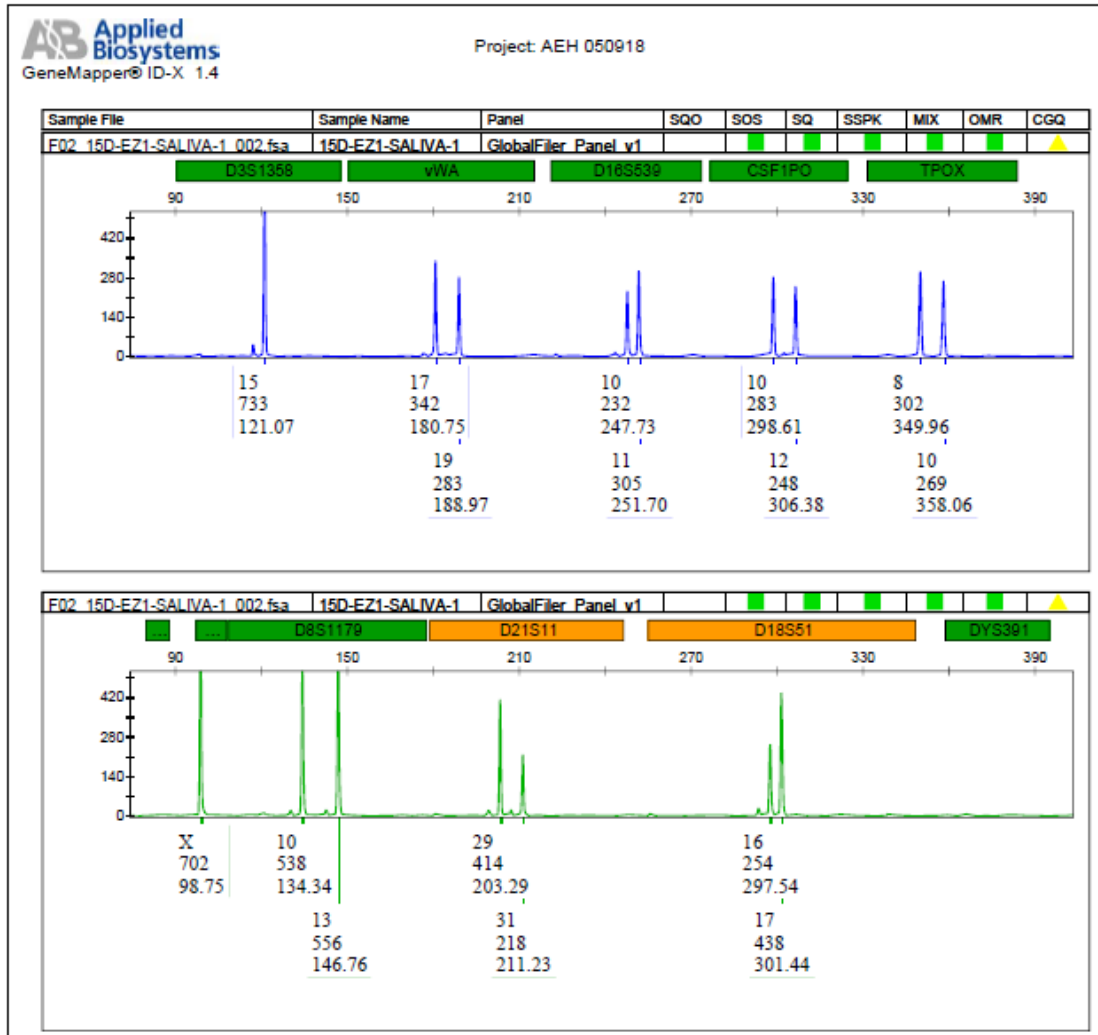 AB Applied Biosystems
GeneMapper® ID-X 1.4
Project: AEH 050918
Sample File Sample Name Panel SQO SOS SQ SSPK MIX OMR CGQ
F02_15D-EZ1-SALIVA-1_002.fsa 15D-EZ1-SALIVA-1 GlobalFiler_Panel_v1
D3S1358 vWA D16S539 CSF1PO TPOX
90 150 210 270 330 390
420
280
140
0
15 17 10 10 8
733 342 232 283 302
121.07 180.75 247.73 298.61 349.96
19 11 12 10
283 305 248 269
188.97 251.70 306.38 358.06
F02_15D-EZ1-SALIVA-1_002.fsa 15D-EZ1-SALIVA-1 GlobalFiler_Panel_v1
... ... D8S1179 D21S11 D18S51 DYS391
90 150 210 270 330 390
420
280
140
0
X 10 29 16
702 538 414 254
98.75 134.34 203.29 297.54
13 31 17
556 218 438
146.76 211.23 301.44